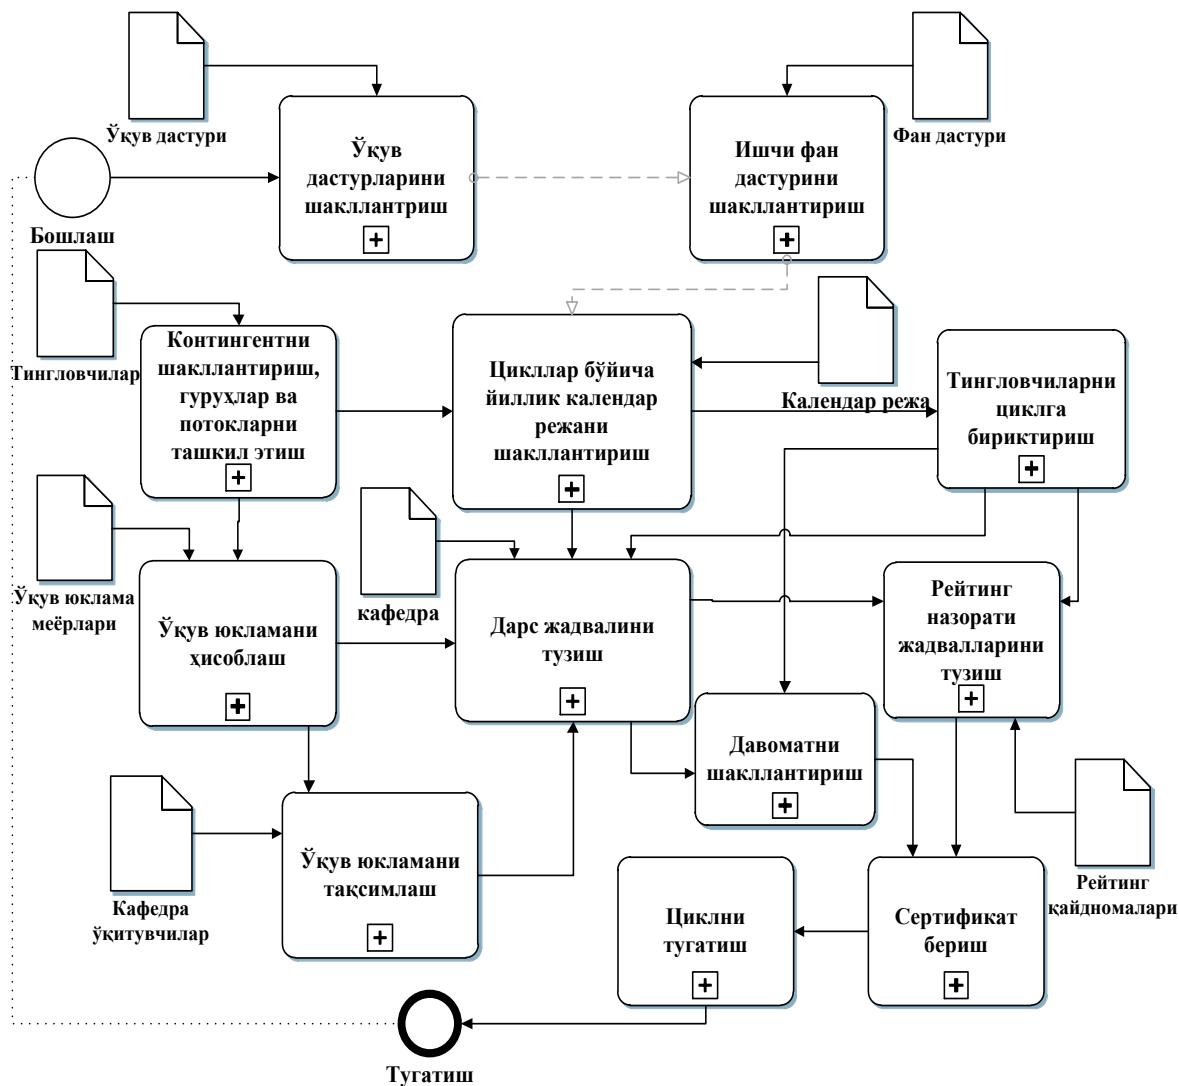 Ўқув дастури
Ўқув
дастурларини
шакллантриш
Ишчи фан
дастурини
шакллантириш
Фан дастури
Бошлаш
Тингловчилар
Контингентни
шакллантириш,
гуруҳлар ва
потокларни
ташкил этиш
Цикллар бўйича
йиллик календар
режани
шакллантириш
Календар режа
Тингловчиларни
циклга
бириктириш
Ўқув юклама
меёрлари
Ўқув юкламани
ҳисоблаш
кафедра
Дарс жадвалини
тузиш
Рейтинг
назорати
жадвалларини
тузиш
Давоматни
шакллантириш
Кафедра
ўқитувчилар
Ўқув юкламани
тақсимлаш
Циклни
тугатиш
Сертификат
бериш
Рейтинг
қайдномалари
Тугатиш